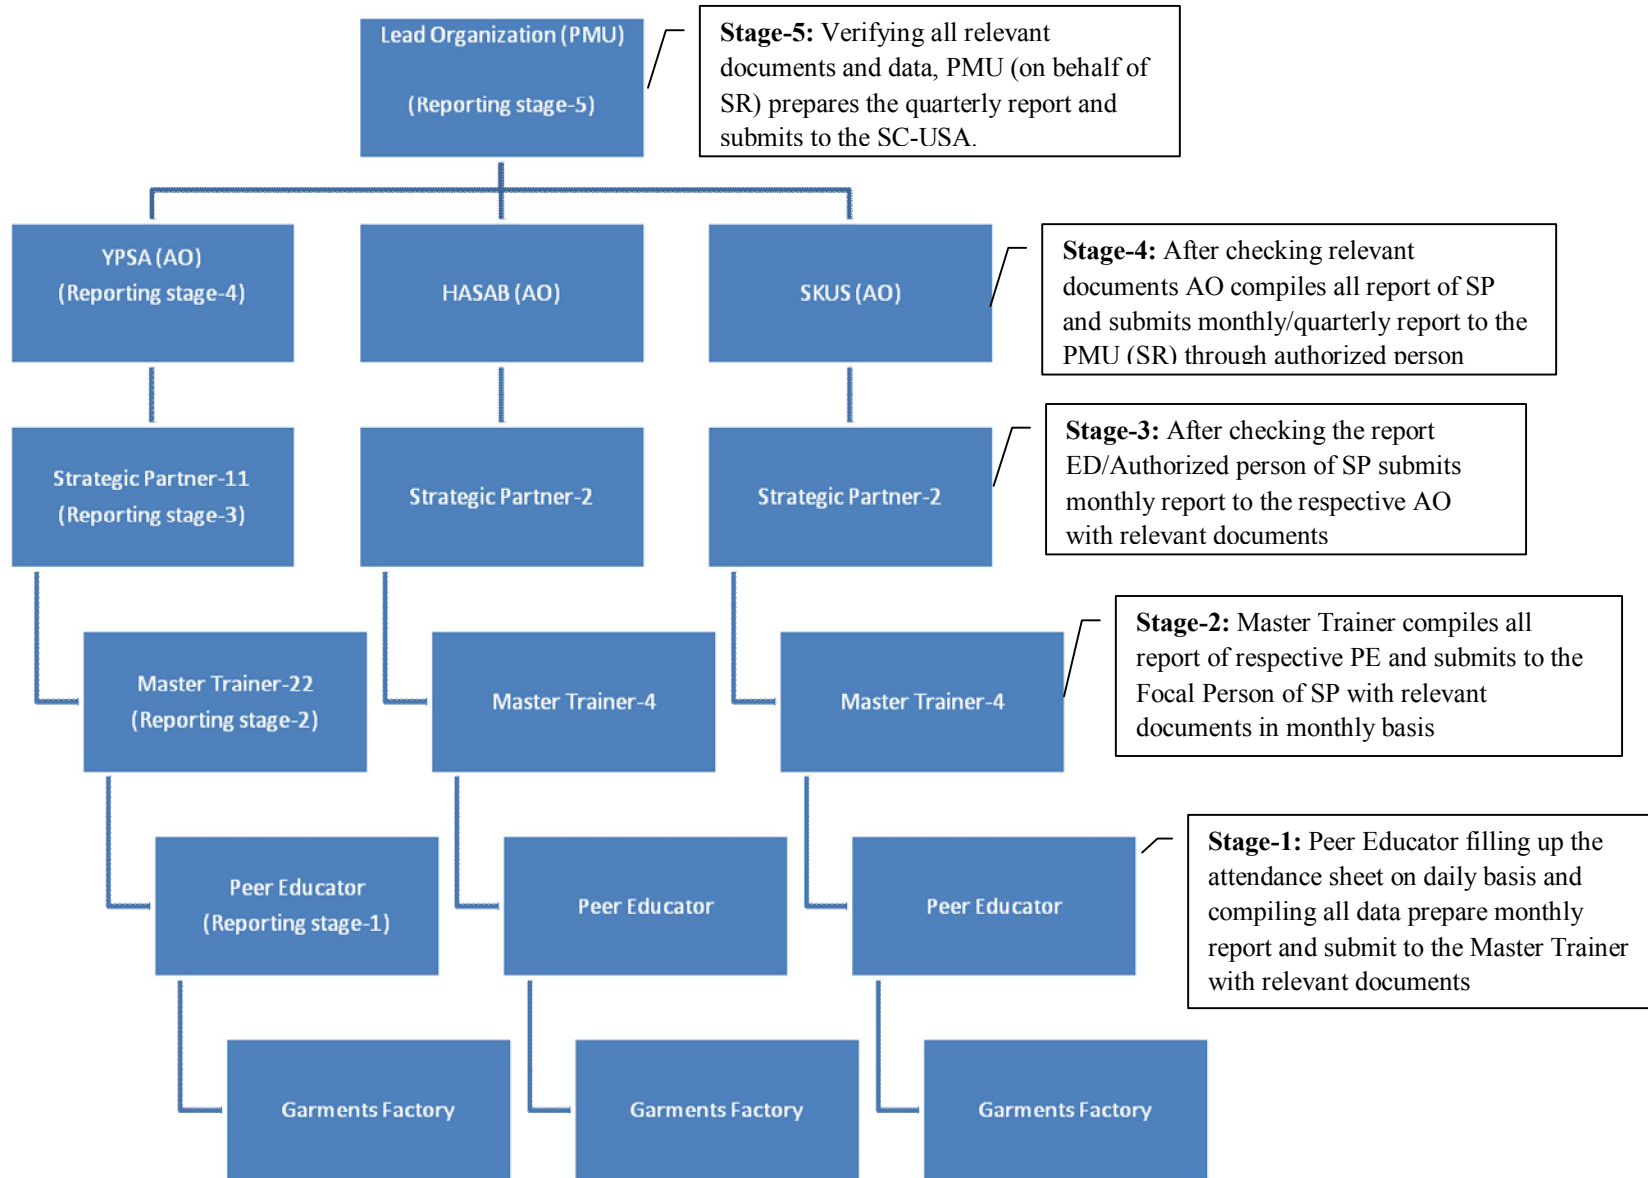 Lead Organization (PMU)
(Reporting stage-5)
Stage-5: Verifying all relevant
documents and data, PMU (on behalf of
SR) prepares the quarterly report and
submits to the SC-USA.
YPSA (AO)
(Reporting stage-4)
HASAB (AO)
SKUS (AO)
Stage-4: After checking relevant
documents AO compiles all report of SP
and submits monthly/quarterly report to the
PMU (SR) through authorized person
Strategic Partner-11
(Reporting stage-3)
Strategic Partner-2
Strategic Partner-2
Stage-3: After checking the report
ED/Authorized person of SP submits
monthly report to the respective AO
with relevant documents
Master Trainer-22
(Reporting stage-2)
Master Trainer-4
Master Trainer-4
Stage-2: Master Trainer compiles all
report of respective PE and submits to the
Focal Person of SP with relevant
documents in monthly basis
Peer Educator
(Reporting stage-1)
Peer Educator
Peer Educator
Stage-1: Peer Educator filling up the
attendance sheet on daily basis and
compiling all data prepare monthly
report and submit to the Master Trainer
with relevant documents
Garments Factory
Garments Factory
Garments Factory